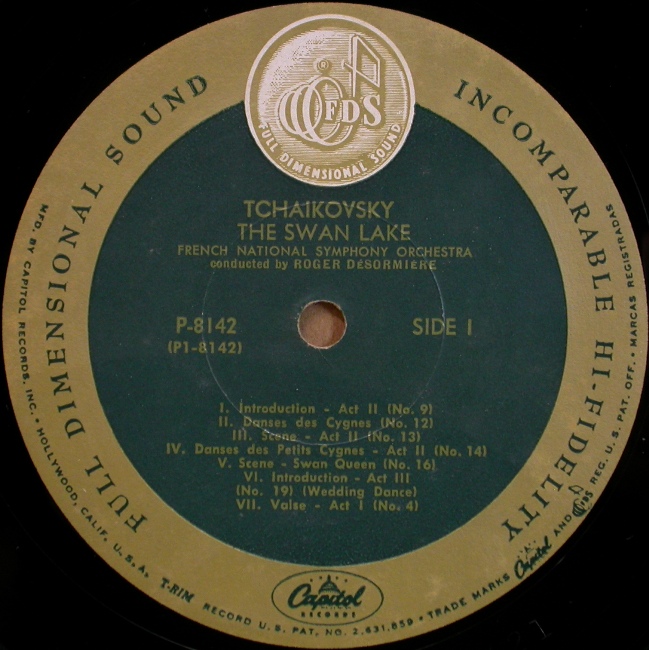 FDS
FULL DIMENSIONAL SOUND
FULL DIMENSIONAL SOUND
INCOMPARABLE HI-FIDELITY
TCHAIKOVSKY
THE SWAN LAKE
FRENCH NATIONAL SYMPHONY ORCHESTRA
conducted by ROGER DéSORMIèRE
P-8142
(P1-8142)
SIDE 1
I. Introduction - Act II (No. 9)
II. Danses des Cygnes (No. 12)
III. Scene - Act II (No. 13)
IV. Danses des Petits Cygnes - Act II (No. 14)
V. Scene - Swan Queen (No. 16)
VI. Introduction - Act III
(No. 19) (Wedding Dance)
VII. Valse - Act I (No. 4)
MFD. BY CAPITOL RECORDS, INC. • HOLLYWOOD, CALIF. U. S. A. T-RIM RECORD U. S. PAT. NO. 2,631,859 • TRADE MARKS Capitol AND FDS REG. U. S. PAT. OFF. • MARCAS REGISTRADAS
Capitol
RECORDS